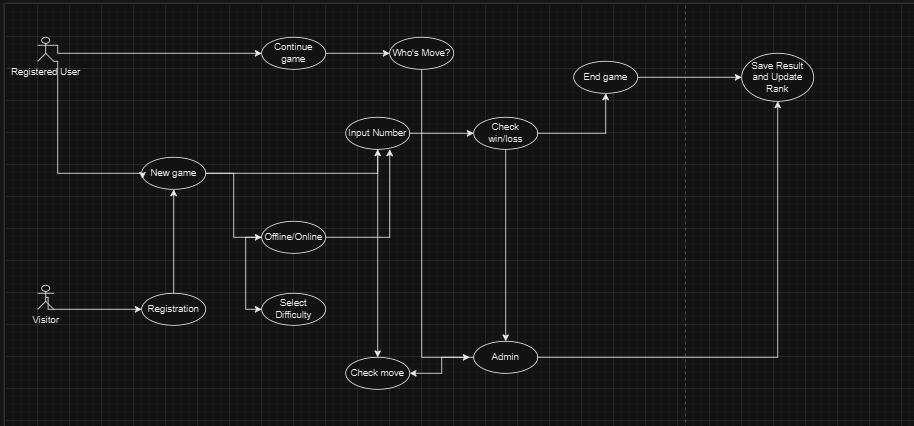 Continue
game
Who's Move?
Registered User
End game
Save Result
and Update
Rank
Input Number
Check
win/loss
New game
Offline/Online
Visitor
Registration
Select
Difficulty
Check move
Admin